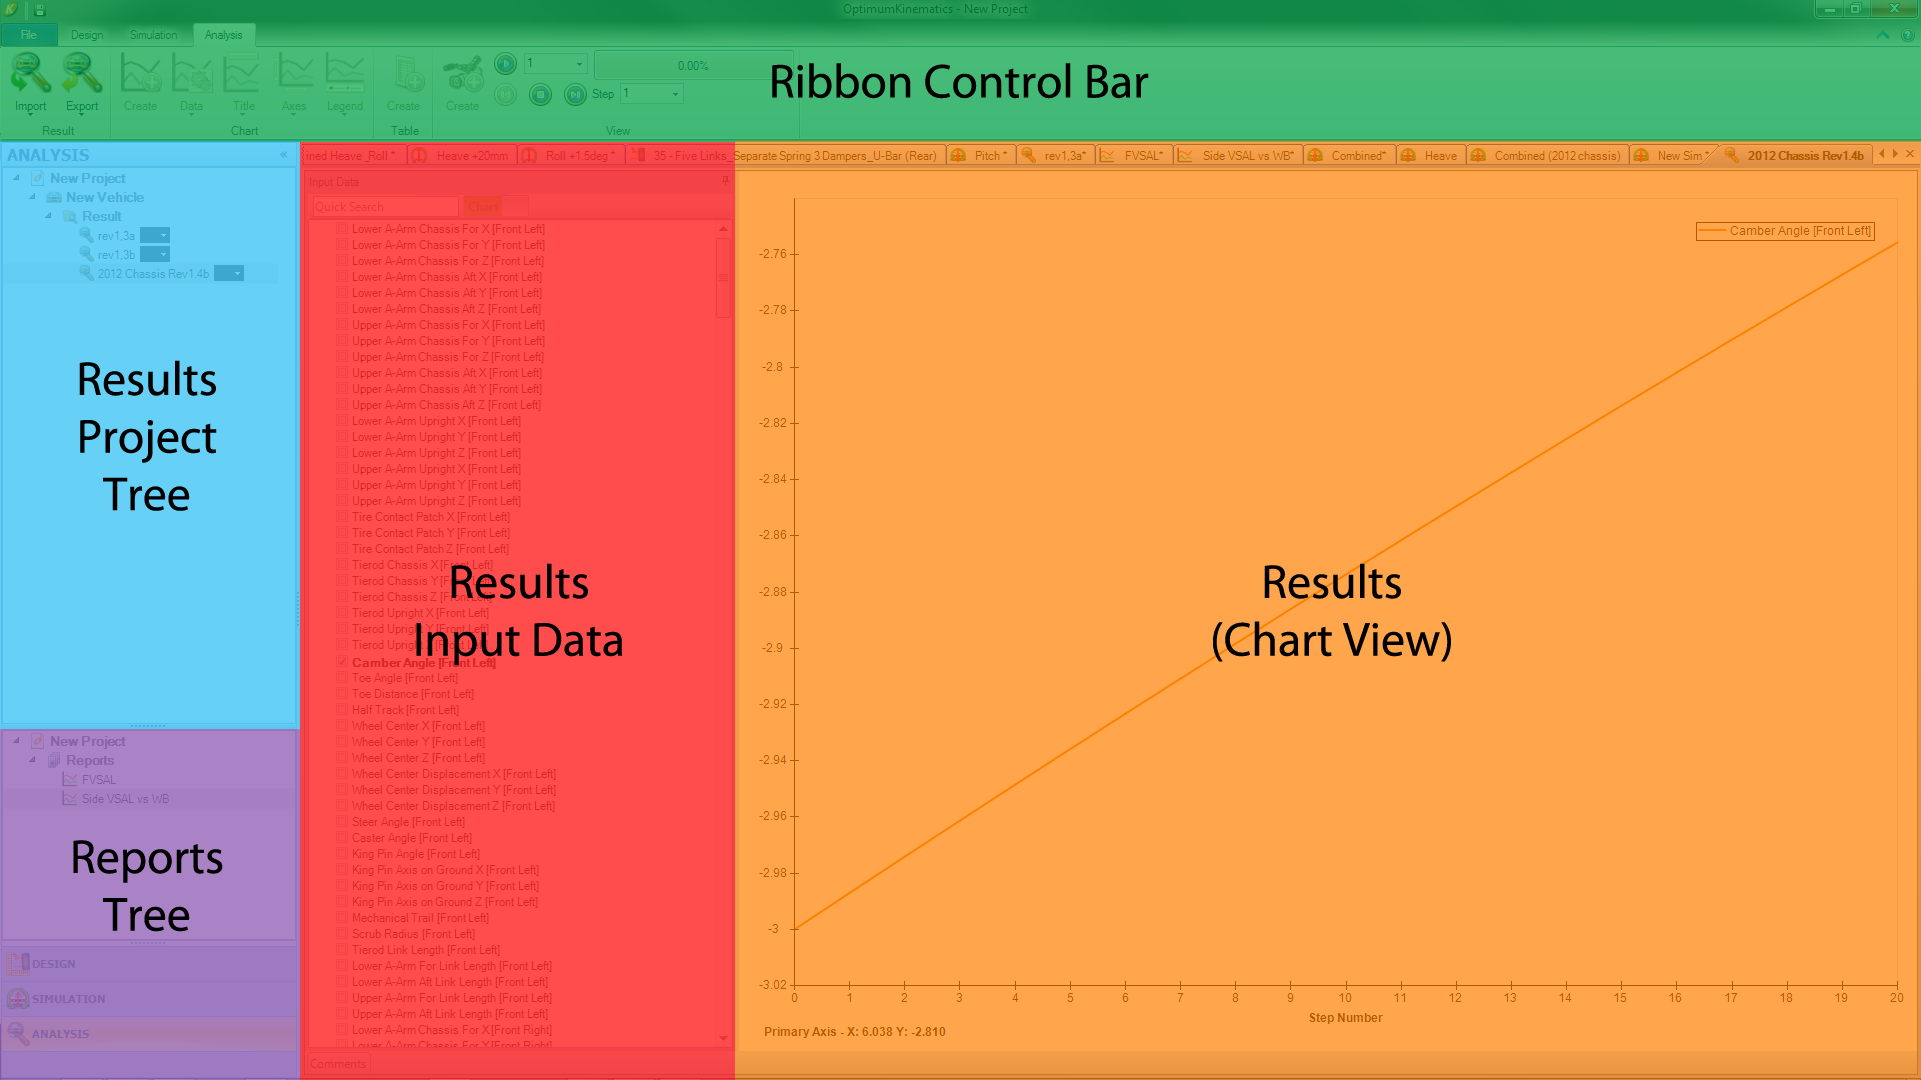 OptimumKinematics - New Project
File Design Simulation Analysis
1 0.00%
Step 1
Import Export Create Data Title Axes Legend Create Create
Result Chart Table View
Ribbon Control Bar
ANALYSIS
New Project
New Vehicle
Result
rev1,3a
rev1,3b
2012 Chassis Rev1.4b
Results
Project
Tree
New Project
Reports
FVSAL
Side VSAL vs WB
Reports
Tree
DESIGN
SIMULATION
ANALYSIS
ined Heave _Roll * Heave +20mm Roll +1.5deg * 35 - Five Links_Separate Spring 3 Dampers_U-Bar (Rear) Pitch * rev1,3a* FVSAL* Side VSAL vs WB* Combined* Heave Combined (2012 chassis) New Sim * 2012 Chassis Rev1.4b
Input Data
Quick Search Chart
Lower A-Arm Chassis For X [Front Left]
Lower A-Arm Chassis For Y [Front Left]
Lower A-Arm Chassis For Z [Front Left]
Lower A-Arm Chassis Aft X [Front Left]
Lower A-Arm Chassis Aft Y [Front Left]
Lower A-Arm Chassis Aft Z [Front Left]
Upper A-Arm Chassis For X [Front Left]
Upper A-Arm Chassis For Y [Front Left]
Upper A-Arm Chassis For Z [Front Left]
Upper A-Arm Chassis Aft X [Front Left]
Upper A-Arm Chassis Aft Y [Front Left]
Upper A-Arm Chassis Aft Z [Front Left]
Lower A-Arm Upright X [Front Left]
Lower A-Arm Upright Y [Front Left]
Lower A-Arm Upright Z [Front Left]
Upper A-Arm Upright X [Front Left]
Upper A-Arm Upright Y [Front Left]
Upper A-Arm Upright Z [Front Left]
Tire Contact Patch X [Front Left]
Tire Contact Patch Y [Front Left]
Tire Contact Patch Z [Front Left]
Tierod Chassis X [Front Left]
Tierod Chassis Y [Front Left]
Tierod Chassis Z [Front Left]
Tierod Upright X [Front Left]
Tierod Upright Y [Front Left]
Tierod Upright Z [Front Left]
Camber Angle [Front Left]
Toe Angle [Front Left]
Toe Distance [Front Left]
Half Track [Front Left]
Wheel Center X [Front Left]
Wheel Center Y [Front Left]
Wheel Center Z [Front Left]
Wheel Center Displacement X [Front Left]
Wheel Center Displacement Y [Front Left]
Wheel Center Displacement Z [Front Left]
Steer Angle [Front Left]
Caster Angle [Front Left]
King Pin Angle [Front Left]
King Pin Axis on Ground X [Front Left]
King Pin Axis on Ground Y [Front Left]
King Pin Axis on Ground Z [Front Left]
Mechanical Trail [Front Left]
Scrub Radius [Front Left]
Tierod Link Length [Front Left]
Lower A-Arm For Link Length [Front Left]
Lower A-Arm Aft Link Length [Front Left]
Upper A-Arm For Link Length [Front Left]
Upper A-Arm Aft Link Length [Front Left]
Lower A-Arm Chassis For X [Front Right]
Lower A-Arm Chassis For Y [Front Right]
Results
Input Data
Comments
Camber Angle [Front Left]
-2.76
-2.78
-2.8
-2.82
-2.84
-2.86
-2.88
-2.9
-2.92
-2.94
-2.96
-2.98
-3
-3.02
Results
(Chart View)
0 1 2 3 4 5 6 7 8 9 10 11 12 13 14 15 16 17 18 19 20
Step Number
Primary Axis - X: 6.038 Y: -2.810